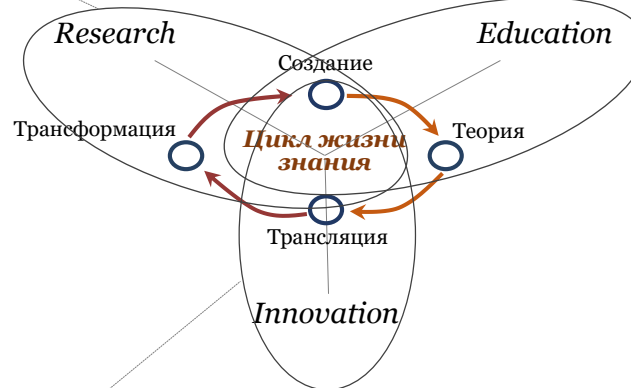 Research
Education
Создание
Трансформация
Теория
Цикл жизни
знания
Трансляция
Innovation